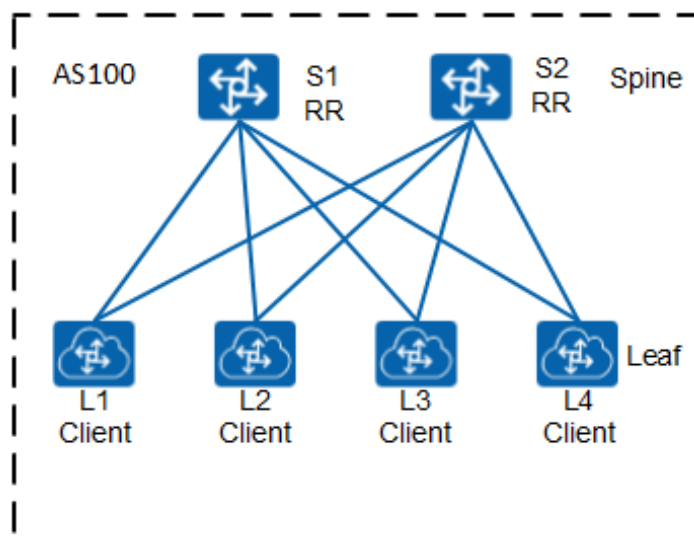 AS100
S1
RR
S2
RR
Spine
L1
Client
L2
Client
L3
Client
L4
Client
Leaf